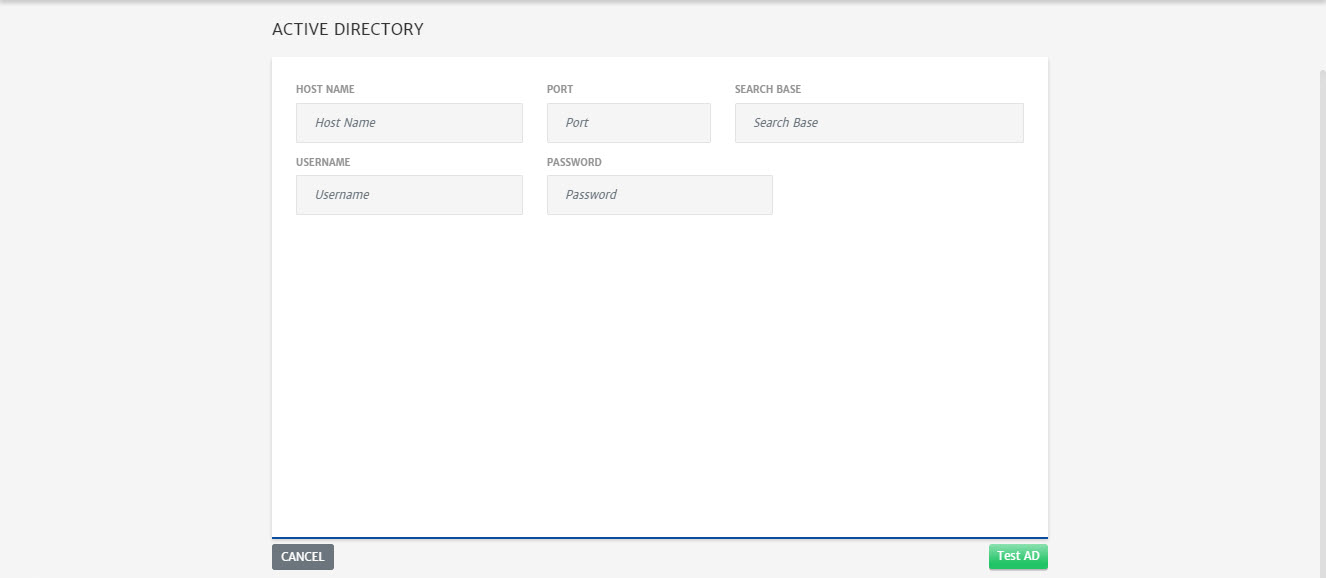 ACTIVE DIRECTORY
HOST NAME PORT SEARCH BASE
Host Name Port Search Base
USERNAME PASSWORD
Username Password
CANCEL Test AD